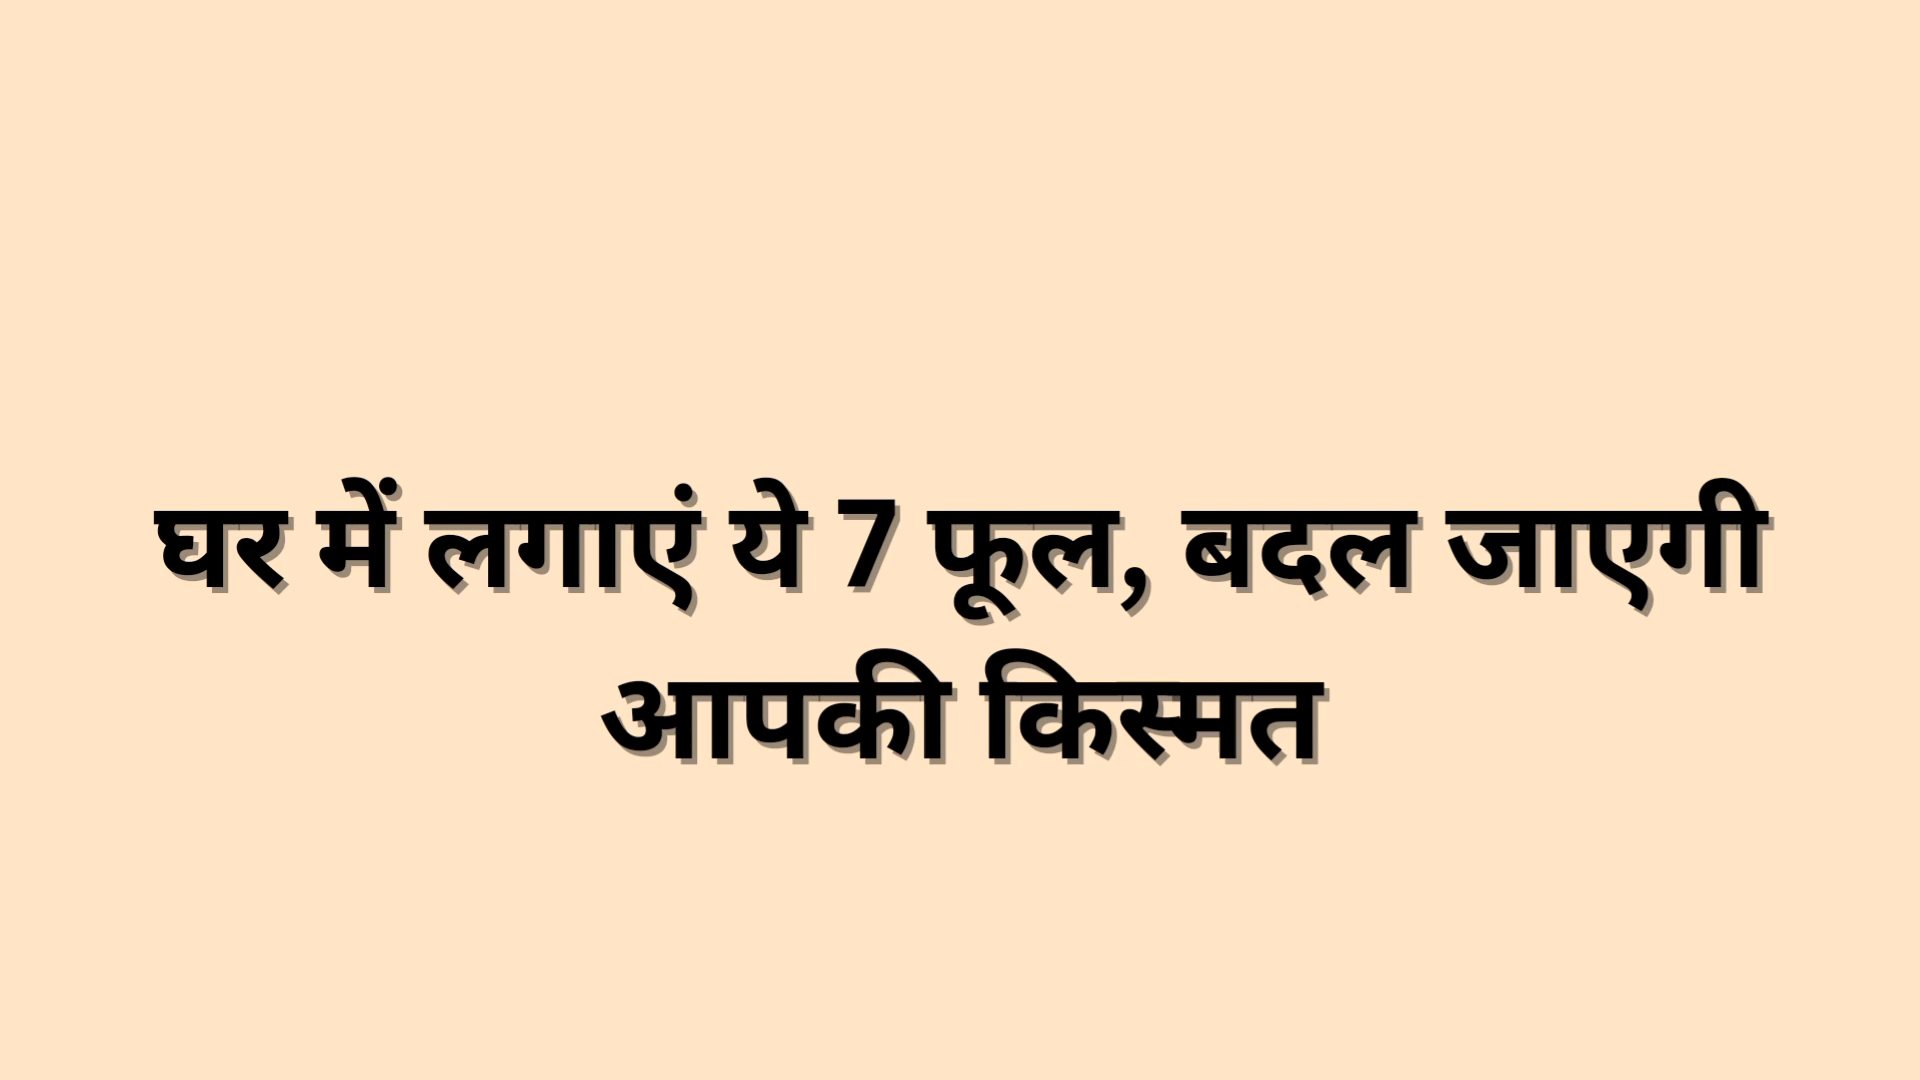 घर में लगाएं ये 7 फूल, बदल जाएगी
आपकी किस्मत